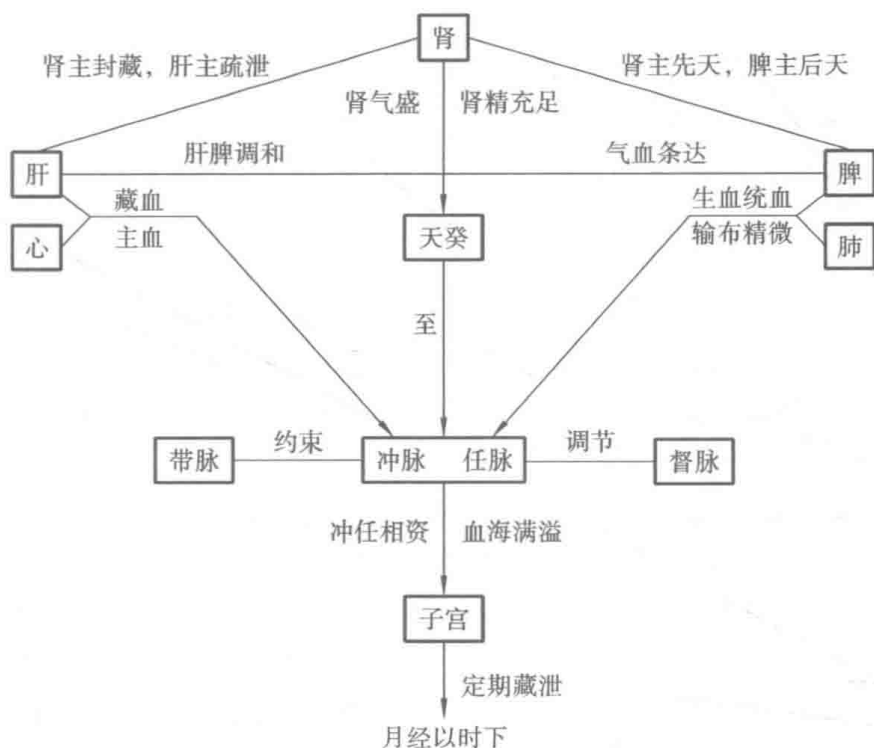 肾
肾主封藏，肝主疏泄
肾主先天，脾主后天
肾气盛
肾精充足
肝
肝脾调和
气血条达
脾
藏血
生血统血
心
主血
天癸
输布精微
肺
至
带脉
约束
冲脉 任脉
调节
督脉
冲任相资
血海满溢
子宫
定期藏泄
月经以时下